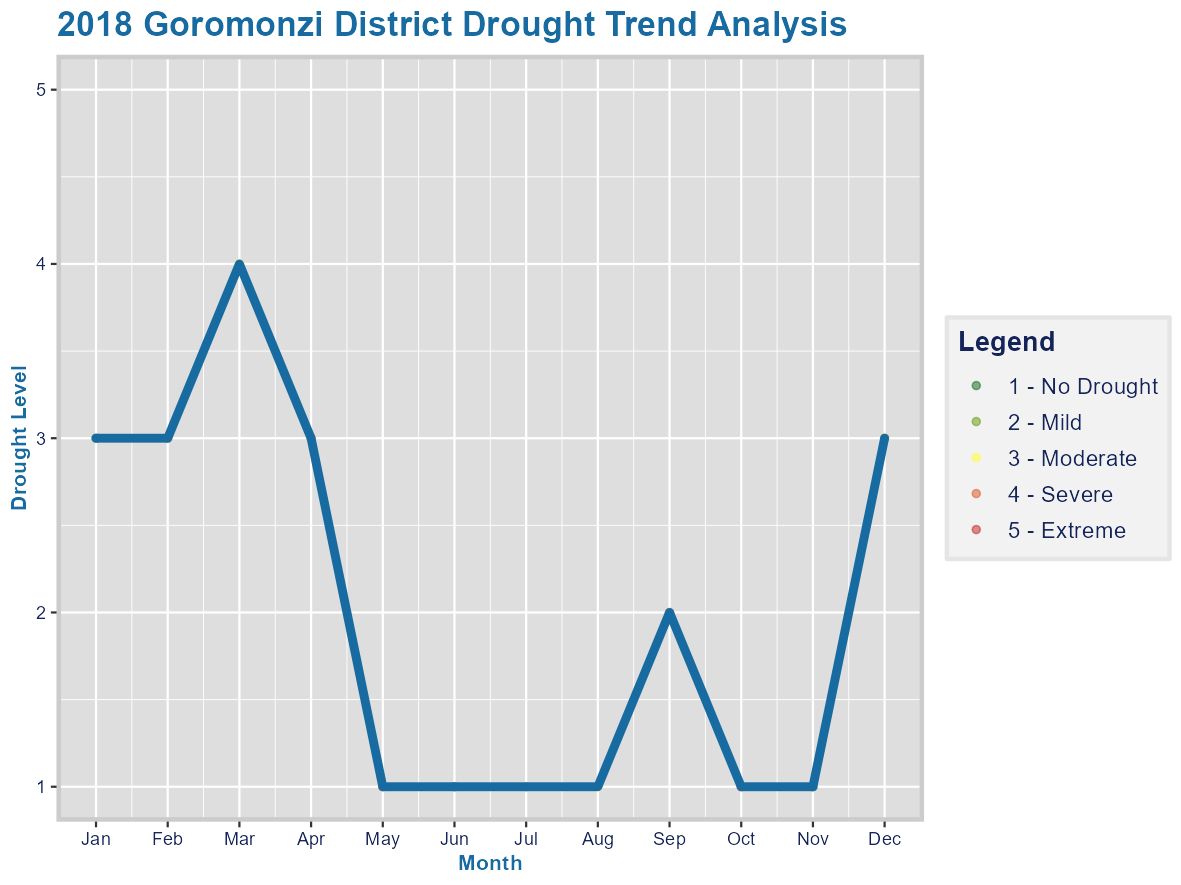 2018 Goromonzi District Drought Trend Analysis
5
4
3
2
1
Drought Level
Jan Feb Mar Apr May Jun Jul Aug Sep Oct Nov Dec
Month
Legend
1 - No Drought
2 - Mild
3 - Moderate
4 - Severe
5 - Extreme